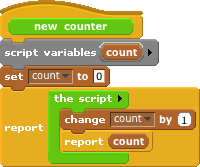 new counter
script variables count
set count to 0
the script
change count by 1
report
report count